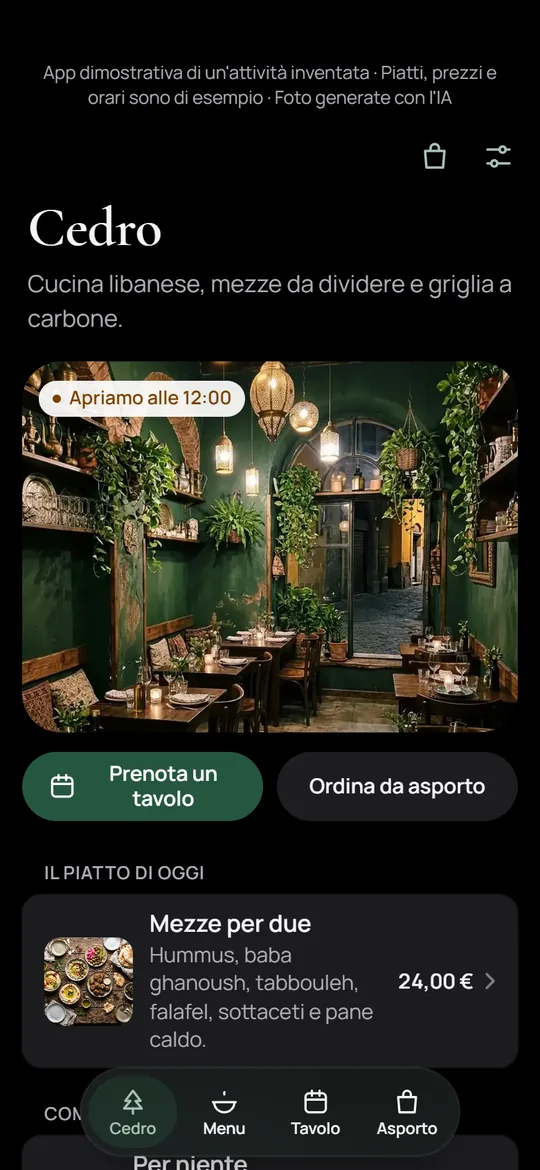 App dimostrativa di un'attività inventata · Piatti, prezzi e
orari sono di esempio · Foto generate con l'IA
Cedro
Cucina libanese, mezze da dividere e griglia a
carbone.
Apriamo alle 12:00
Prenota un
tavolo
Ordina da asporto
IL PIATTO DI OGGI
Mezze per due
Hummus, baba
ghanoush, tabbouleh,
falafel, sottaceti e pane
caldo.
24,00 €
Cedro
Menu
Tavolo
Asporto
Per niente